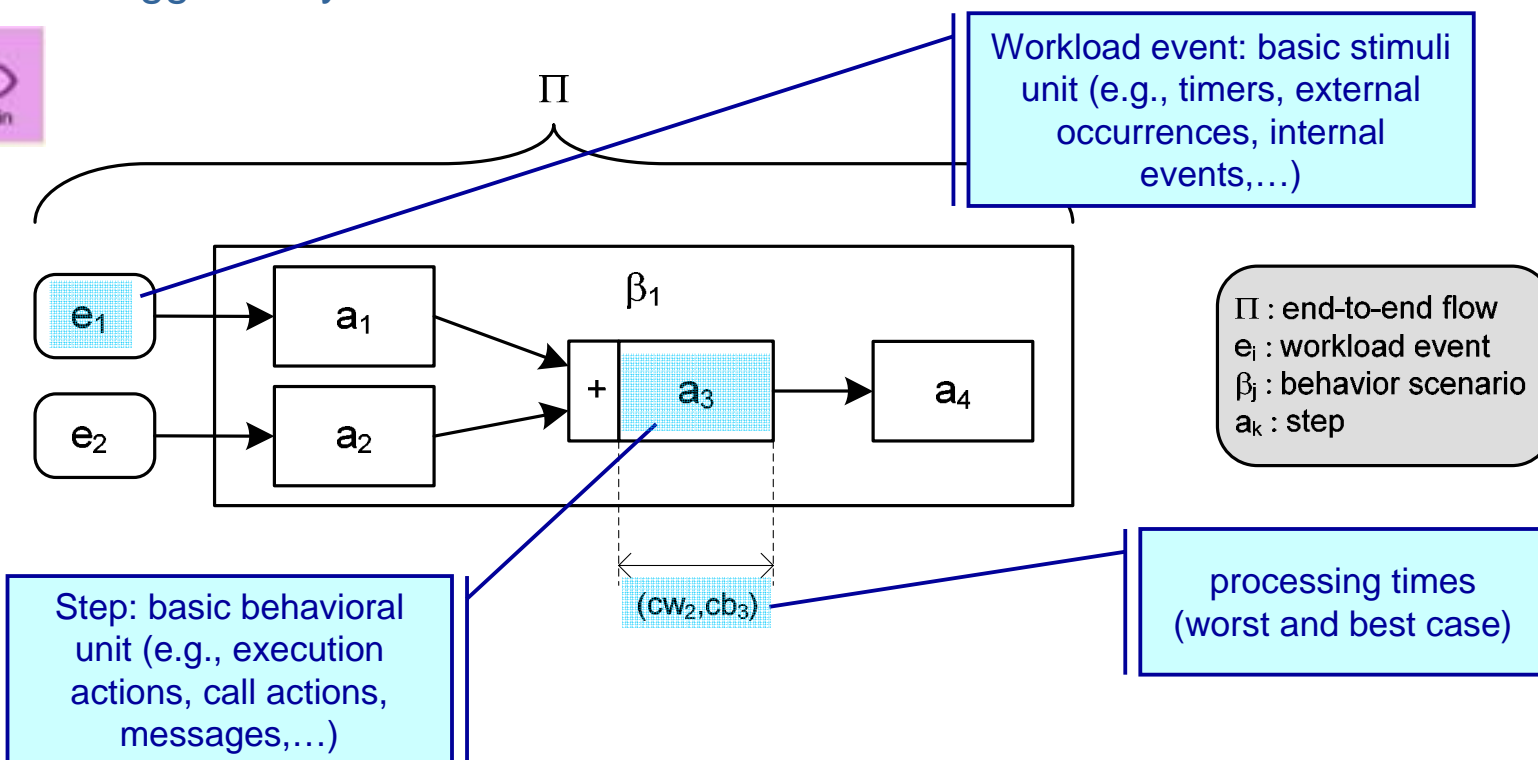 Workload event: basic stimuli
unit (e.g., timers, external
occurrences, internal
events,…)
Π
e₁
a₁
β₁
+
a₃
a₄
e₂
a₂
Π : end-to-end flow
eᵢ : workload event
βⱼ : behavior scenario
aₖ : step
(cw₂,cb₃)
processing times
(worst and best case)
Step: basic behavioral
unit (e.g., execution
actions, call actions,
messages,…)